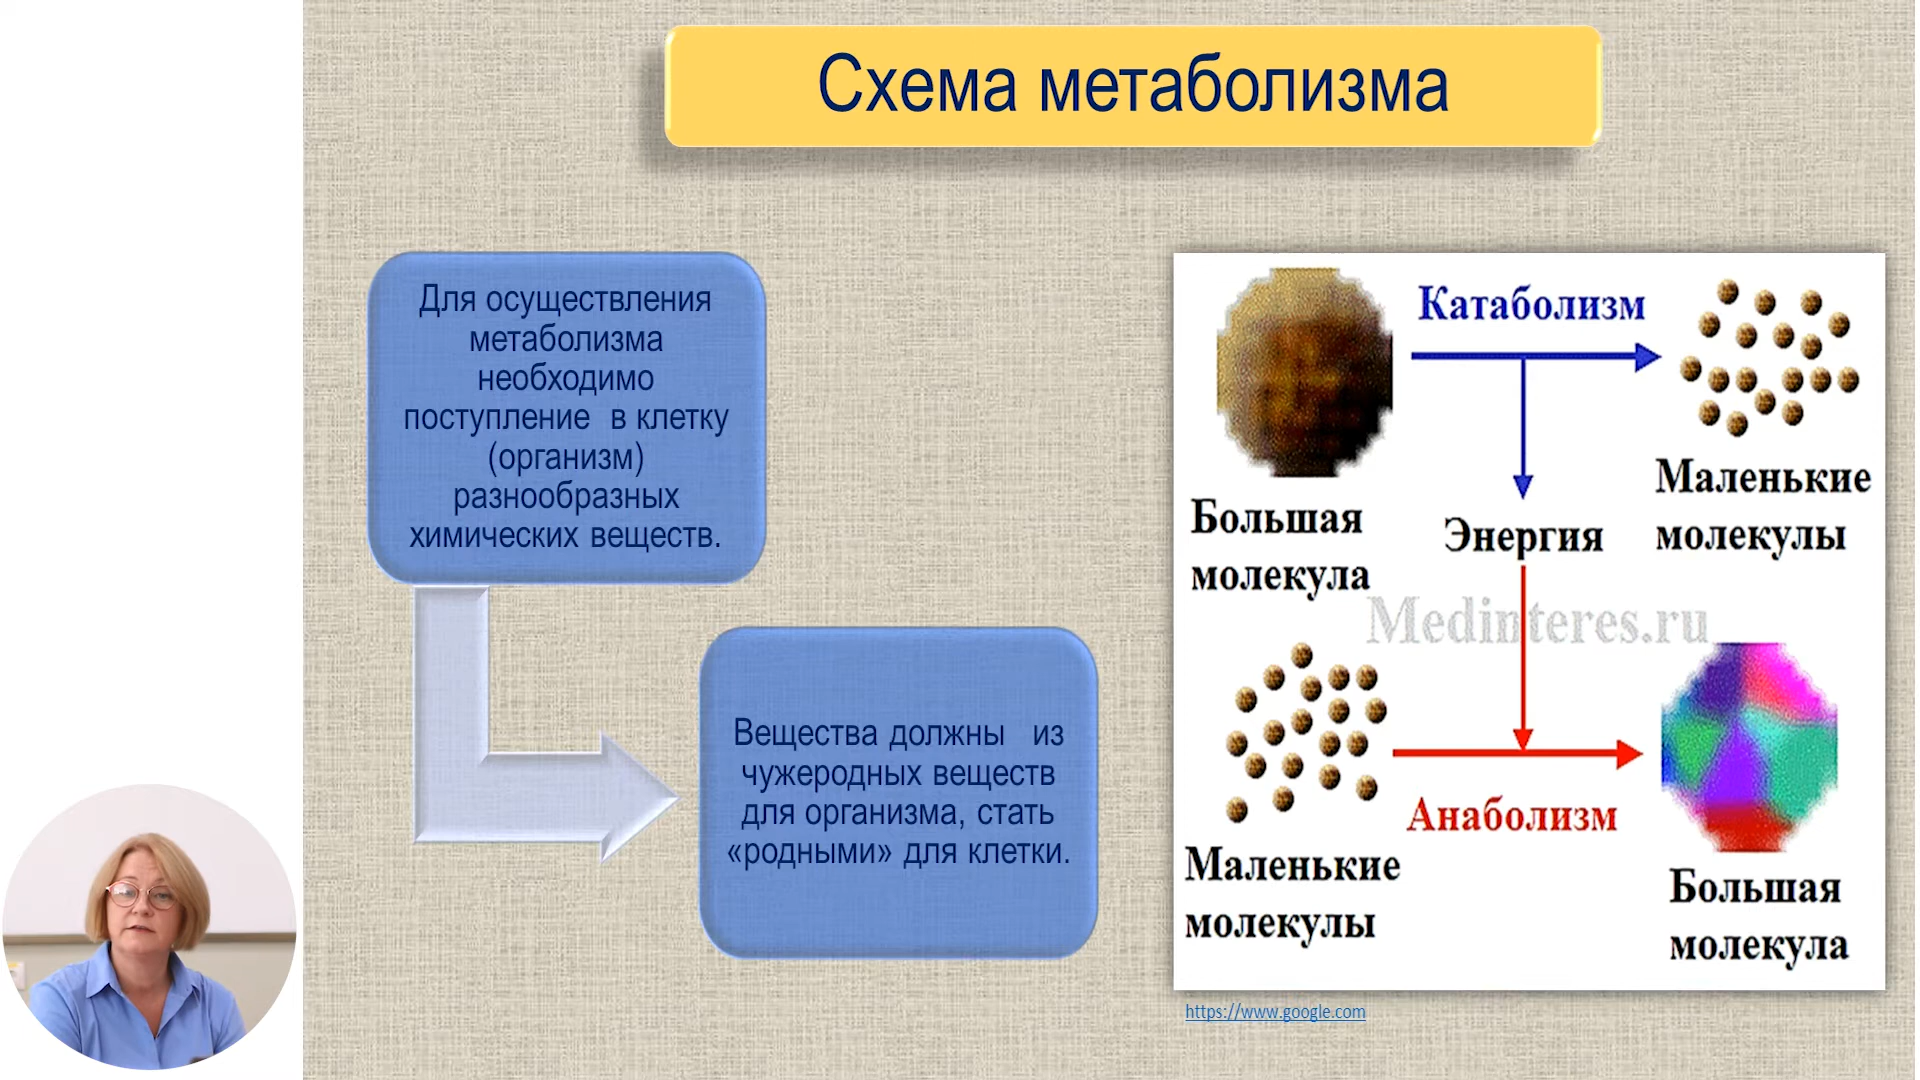 Схема метаболизма
Для осуществления
метаболизма
необходимо
поступление в клетку
(организм)
разнообразных
химических веществ.
Вещества должны из
чужеродных веществ
для организма, стать
«родными» для клетки.
Катаболизм
Большая
молекула
Энергия
Маленькие
молекулы
Medinteres.ru
Маленькие
молекулы
Анаболизм
Большая
молекула
https://www.google.com